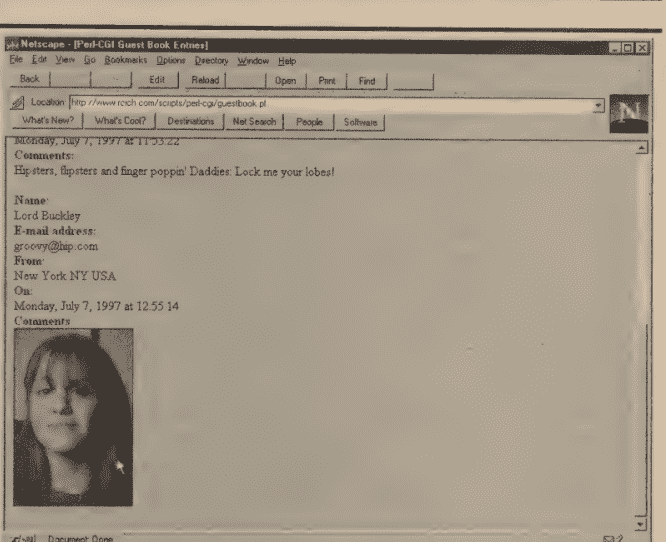 Netscape - [Perl-CGI Guest Book Entries]
File Edit View Go Bookmarks Options Directory Window Help
Back Edit Reload Open Print Find
Location: http://www.rcich.com/scripts/perl-cgi/guestbook.pl
What's New? What's Cool? Destinations Net Search People Software
N
Monday, July 7, 1997 at 11:53:22
Comments:
Hipsters, flipsters and finger poppin' Daddies: Lock me your lobes!
Name:
Lord Buckley
E-mail address:
groovy@hip.com
From:
New York NY USA
On:
Monday, July 7, 1997 at 12:55:14
Comments
Document: Done